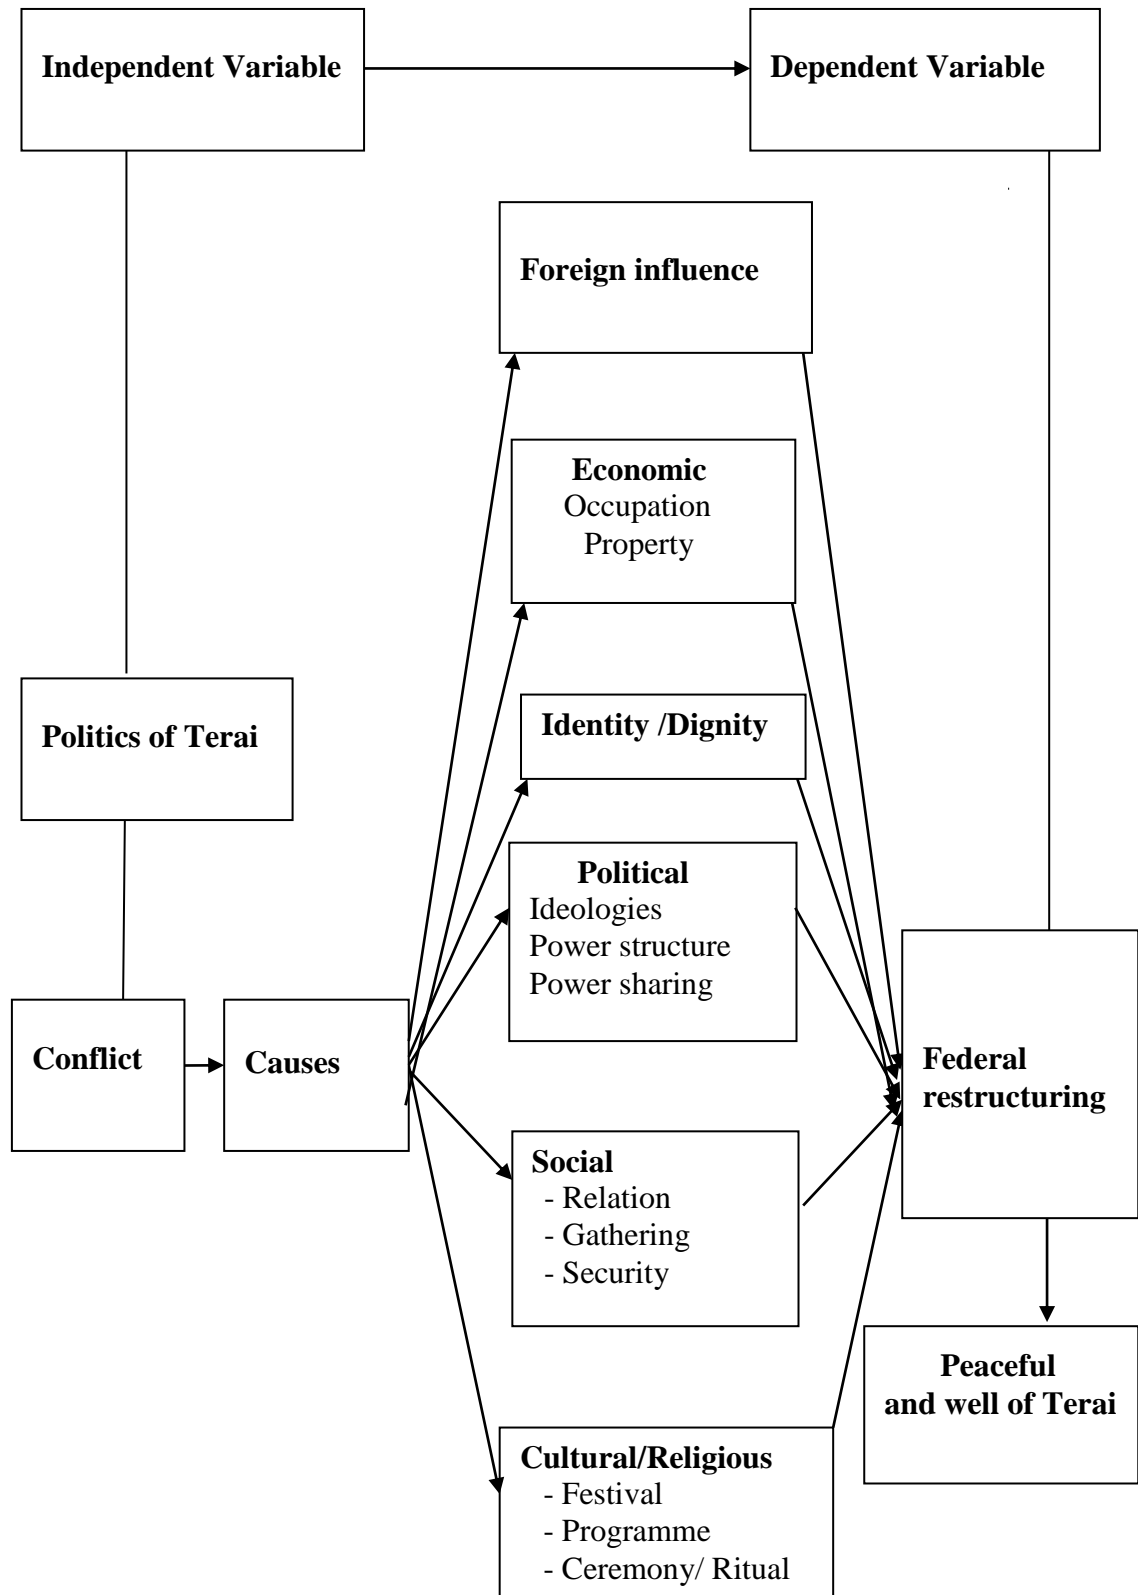 Independent Variable
Dependent Variable
Foreign influence
Economic
Occupation
Property
Identity /Dignity
Politics of Terai
Political
Ideologies
Power structure
Power sharing
Conflict
Causes
Federal
restructuring
Social
- Relation
- Gathering
- Security
Peaceful
and well of Terai
Cultural/Religious
- Festival
- Programme
- Ceremony/ Ritual